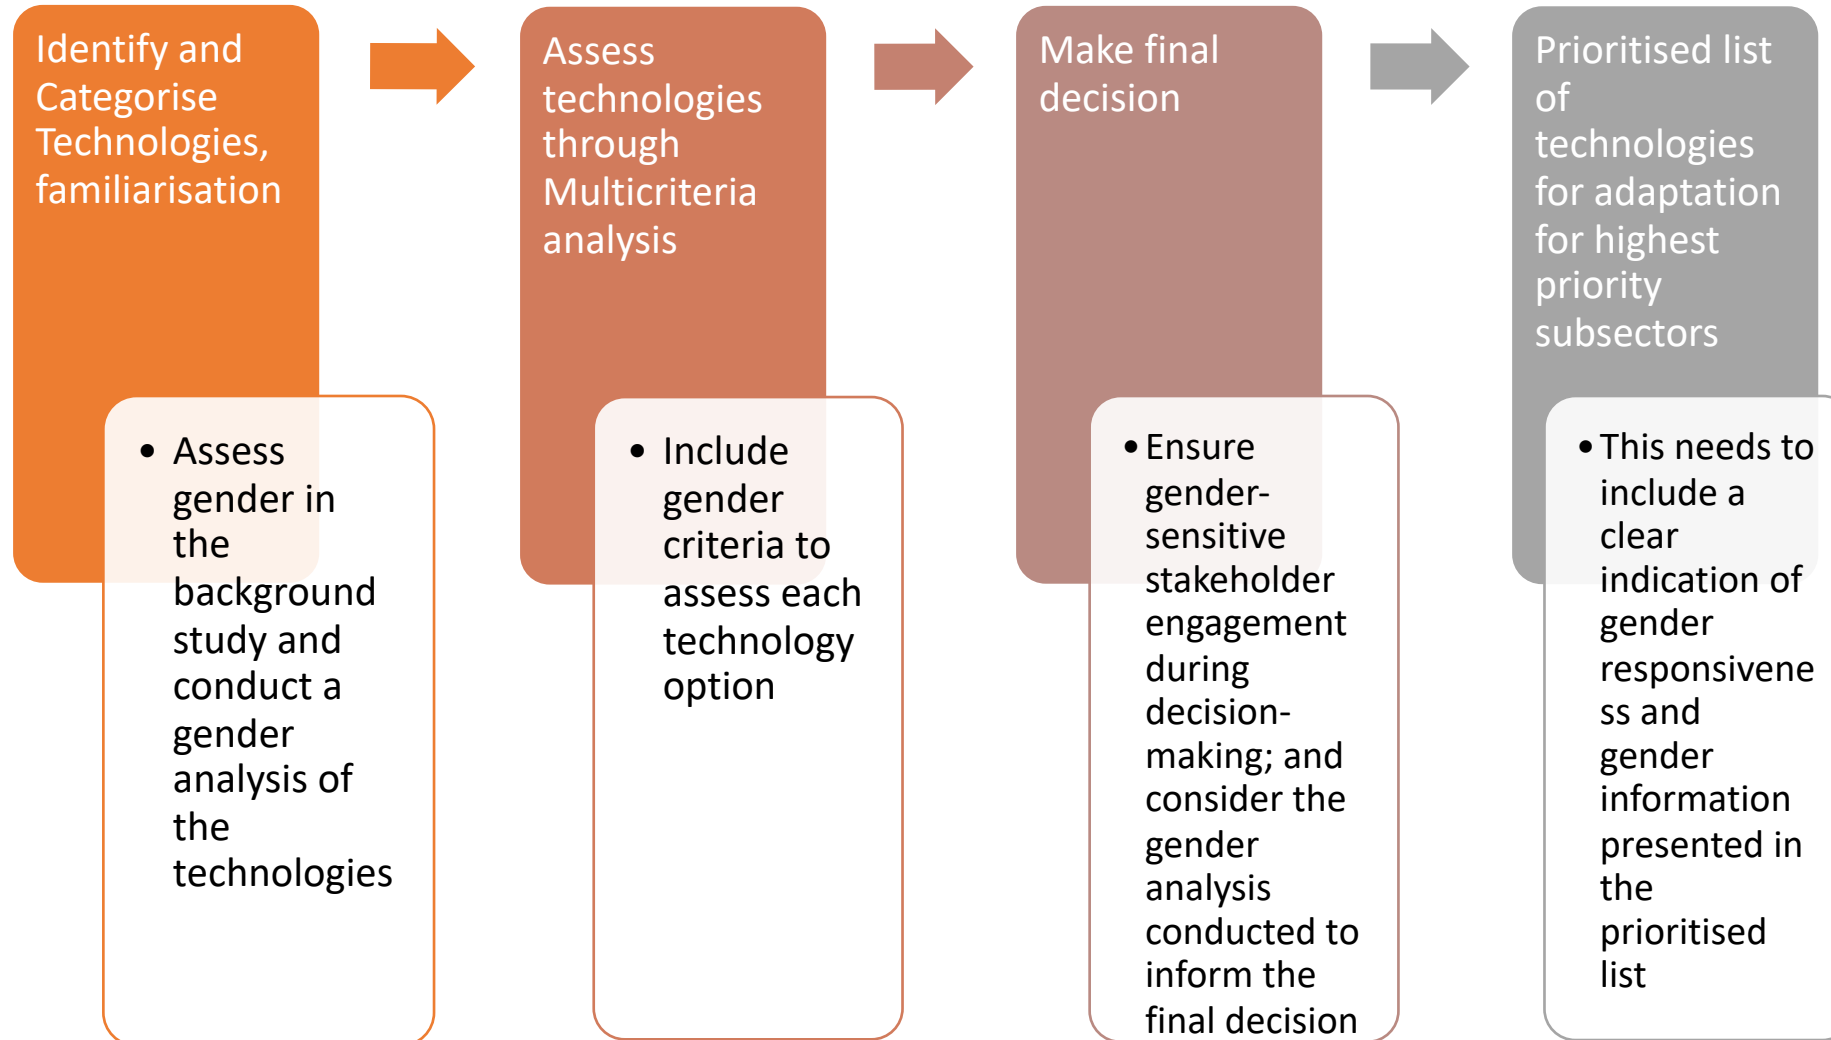 Identify and
Categorise
Technologies,
familiarisation
• Assess
gender in
the
background
study and
conduct a
gender
analysis of
the
technologies
Assess
technologies
through
Multicriteria
analysis
• Include
gender
criteria to
assess each
technology
option
Make final
decision
• Ensure
gender-
sensitive
stakeholder
engagement
during
decision-
making; and
consider the
gender
analysis
conducted to
inform the
final decision
Prioritised list
of
technologies
for adaptation
for highest
priority
subsectors
• This needs to
include a
clear
indication of
gender
responsivene
ss and
gender
information
presented in
the
prioritised
list